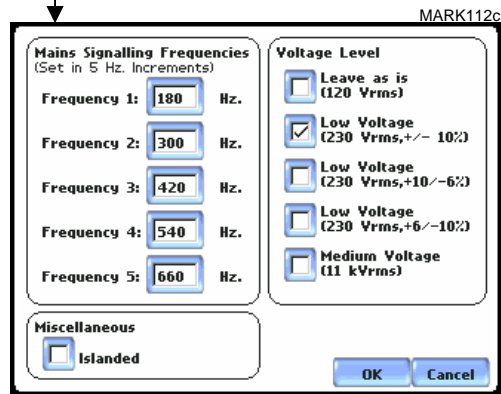 MARK112c
Mains Signalling Frequencies
(Set in 5 Hz. Increments)
Frequency 1: 180 Hz.
Frequency 2: 300 Hz.
Frequency 3: 420 Hz.
Frequency 4: 540 Hz.
Frequency 5: 660 Hz.
Voltage Level
Leave as is
(120 Vrms)
Low Voltage
(230 Vrms,+/- 10%)
Low Voltage
(230 Vrms,+10/-6%)
Low Voltage
(230 Vrms,+6/-10%)
Medium Voltage
(11 kVrms)
Miscellaneous
Islanded
OK Cancel